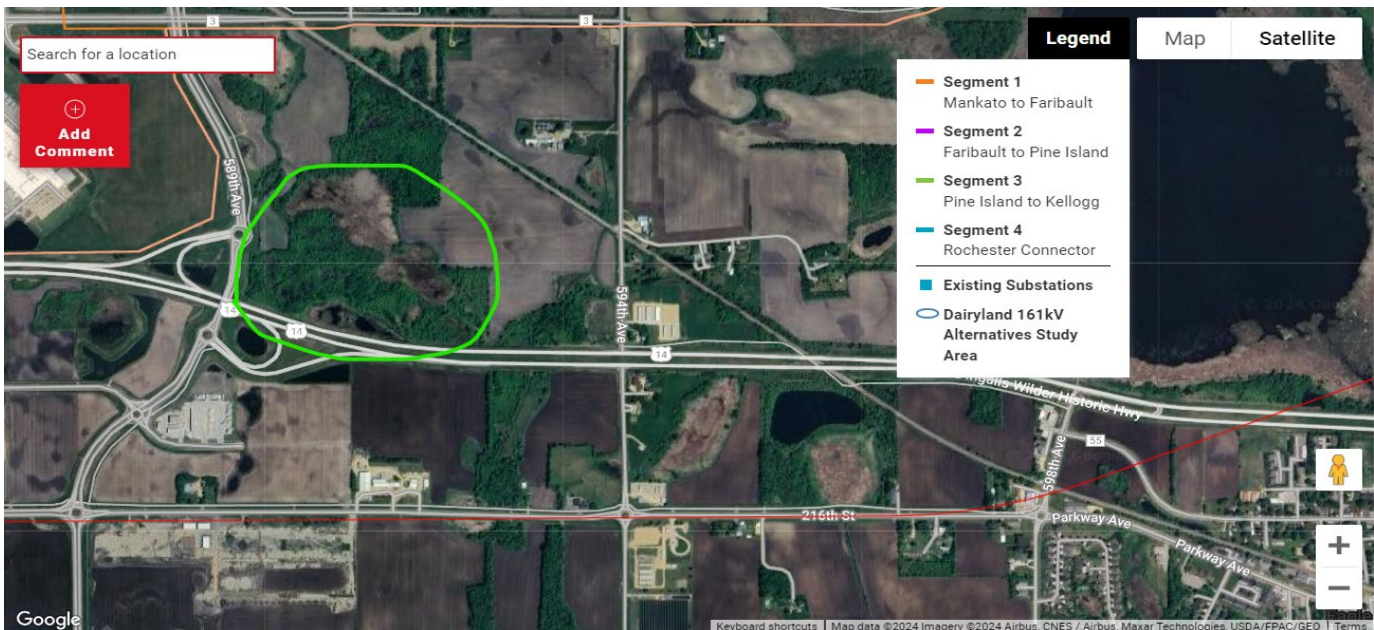 3
3
Search for a location
Add
Comment
Legend
Map
Satellite
Segment 1
Mankato to Faribault
Segment 2
Faribault to Pine Island
Segment 3
Pine Island to Kellogg
Segment 4
Rochester Connector
Existing Substations
Dairyland 161kV
Alternatives Study
Area
589th Ave
594th Ave
14
14
14
Wilder Historic Hwy
55
598th Ave
216th St
Parkway Ave
Parkway Ave
Eagle
Google
Keyboard shortcuts
Map data ©2024 Imagery ©2024 Airbus, CNES / Airbus, Maxar Technologies, USDA/FPAC/GEO
Terms